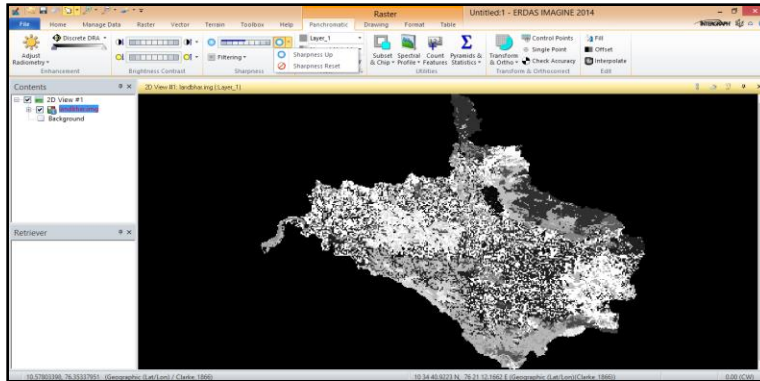 Raster
Untitled:1 - ERDAS IMAGINE 2014
File Home Manage Data Raster Vector Terrain Toolbox Help Panchromatic Drawing Format Table
INTERGRAPH
Adjust Radiometry
Discrete DRA
Layer_1
Sharpness Up
Sharpness Reset
Filtering
Subset & Chip
Spectral Profile
Count Features
Pyramids & Statistics
Transform & Ortho
Control Points
Single Point
Check Accuracy
Fill
Offset
Interpolate
Enhancement Brightness Contrast Sharpness Utilities Transform & Orthocorrect Edit
Contents
2D View #1
Background
Retriever
2D View #1: (:Layer_1)
(Geographic (Lat/Lon) / Clarke 1866)
(Geographic (Lat/Lon)(Clarke 1866)
0.00 (CW)